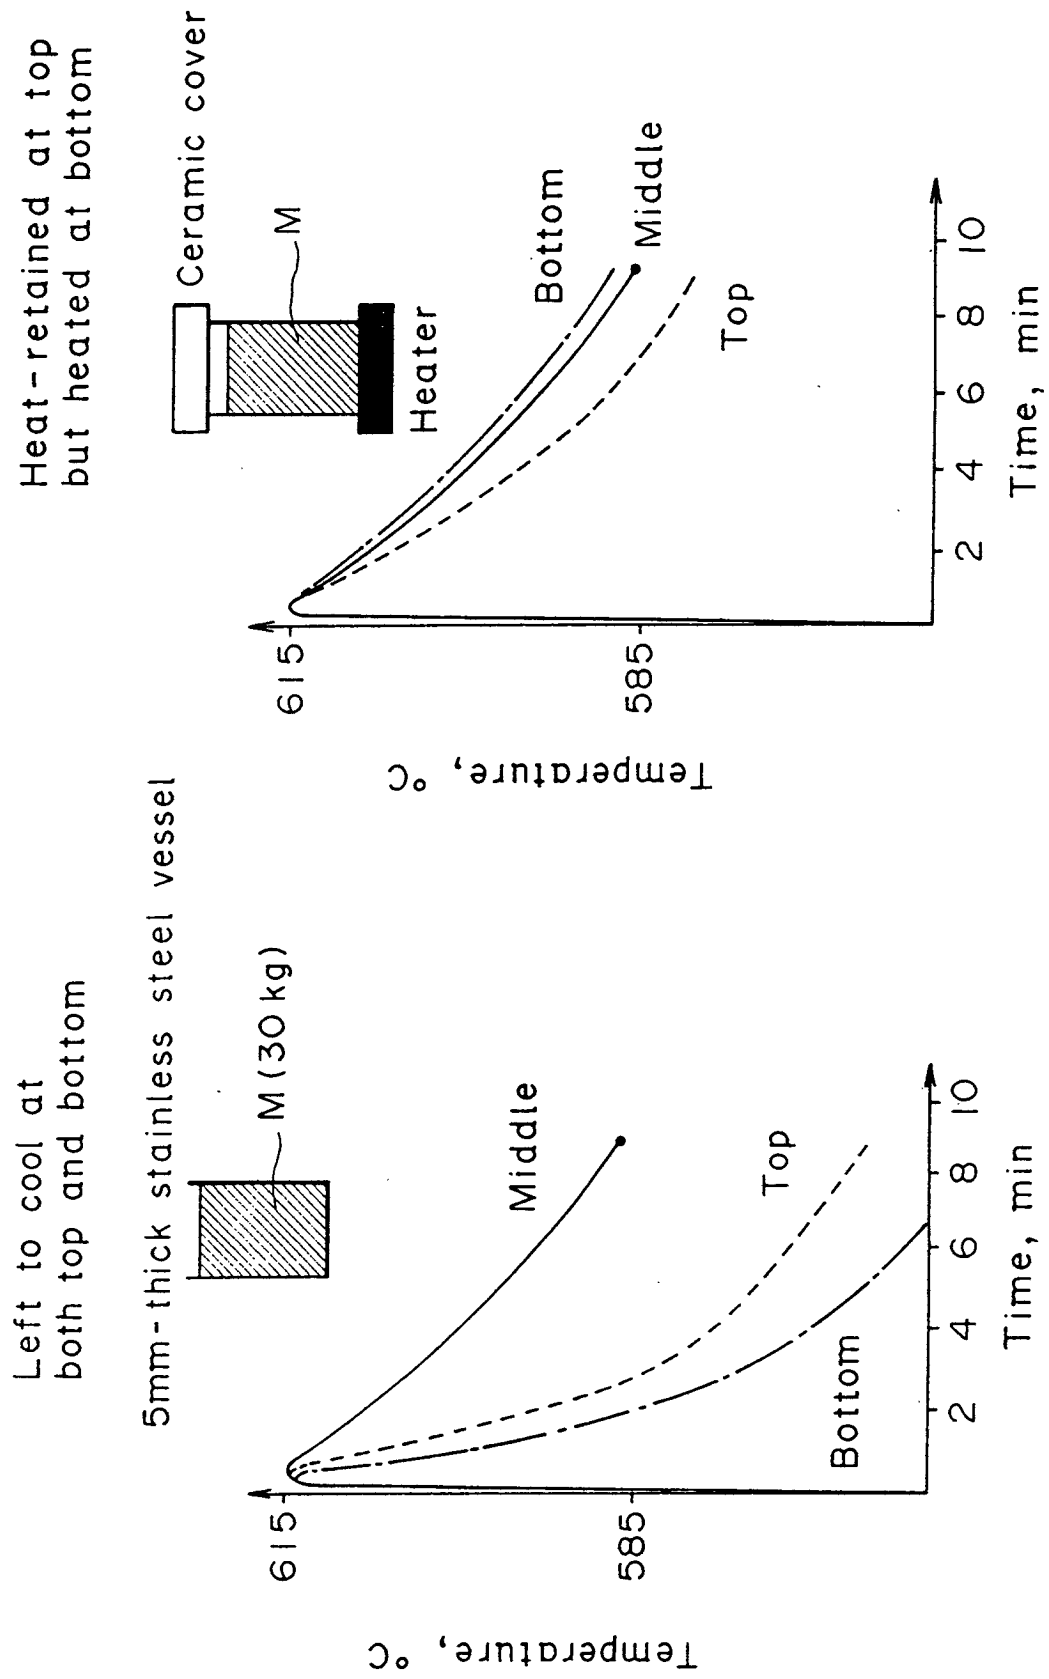 Left to cool at
both top and bottom
5mm-thick stainless steel vessel
M (30kg)
Temperature, °C
615
585
Middle
Top
Bottom
2
4
6
8
10
Time, min
Heat-retained at top
but heated at bottom
Ceramic cover
M
Heater
Temperature, °C
615
585
Bottom
Middle
Top
2
4
6
8
10
Time, min